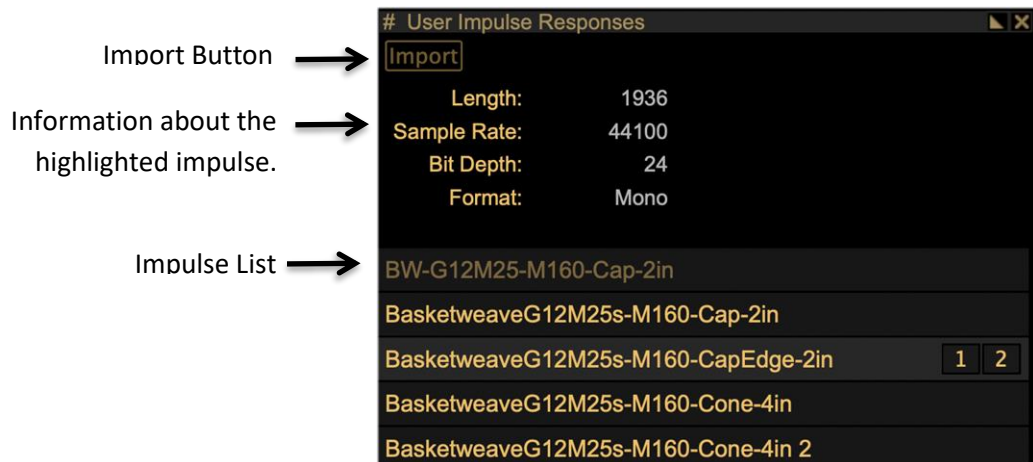 # User Impulse Responses
Import Button
Import
Information about the
highlighted impulse.
Length: 1936
Sample Rate: 44100
Bit Depth: 24
Format: Mono
Impulse List
BW-G12M25-M160-Cap-2in
BasketweaveG12M25s-M160-Cap-2in
BasketweaveG12M25s-M160-CapEdge-2in 1 2
BasketweaveG12M25s-M160-Cone-4in
BasketweaveG12M25s-M160-Cone-4in 2